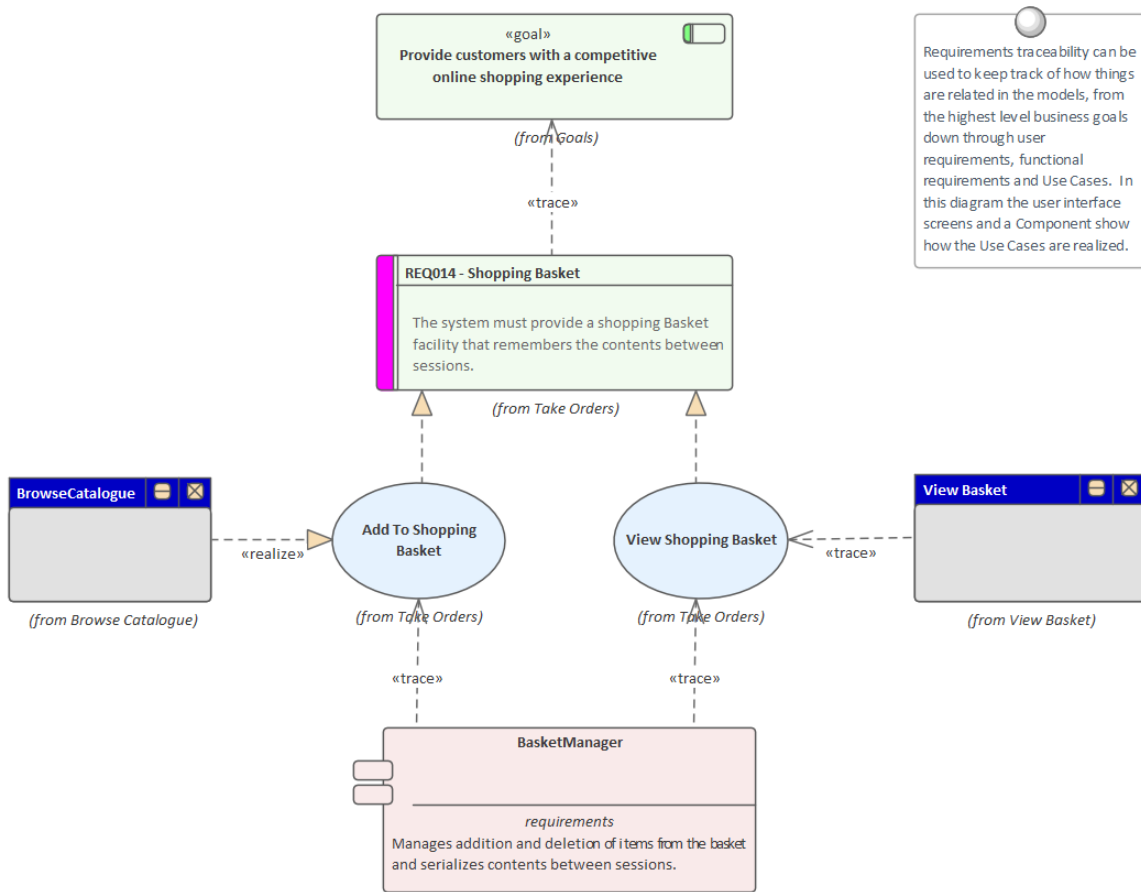 «goal»
Provide customers with a competitive
online shopping experience
(from Goals)
Requirements traceability can be
used to keep track of how things
are related in the models, from
the highest level business goals
down through user
requirements, functional
requirements and Use Cases. In
this diagram the user interface
screens and a Component show
how the Use Cases are realized.
«trace»
REQ014 - Shopping Basket
The system must provide a shopping Basket
facility that remembers the contents between
sessions.
(from Take Orders)
BrowseCatalogue
(from Browse Catalogue)
«realize»
Add To Shopping
Basket
(from Take Orders)
View Shopping Basket
(from Take Orders)
«trace»
View Basket
(from View Basket)
«trace»
«trace»
BasketManager
requirements
Manages addition and deletion of items from the basket
and serializes contents between sessions.